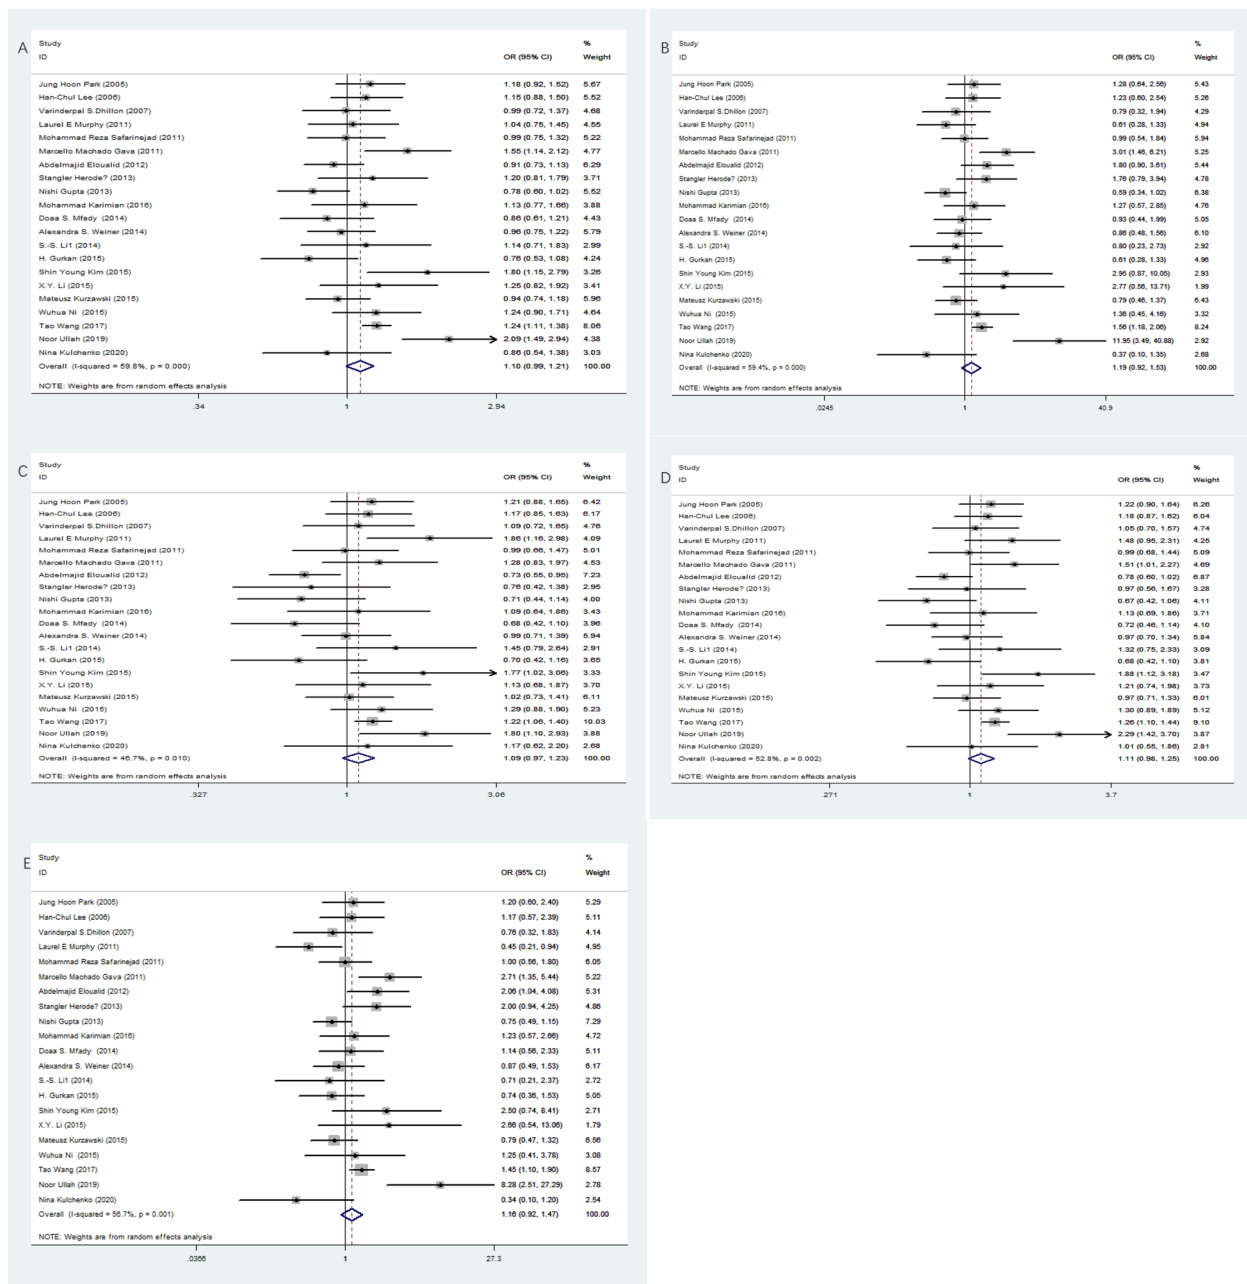 A
Study %
ID OR (95% CI) Weight
Jung Hoon Park (2005) 1.18 (0.92, 1.52) 5.67
Han-Chul Lee (2006) 1.15 (0.88, 1.50) 5.52
Varinderpal S.Dhillon (2007) 0.99 (0.72, 1.37) 4.68
Laurel E Murphy (2011) 1.04 (0.75, 1.45) 4.55
Mohammad Reza Safarinejad (2011) 0.99 (0.75, 1.32) 5.22
Marcello Machado Gava (2011) 1.55 (1.14, 2.12) 4.77
Abdelmajid Eloualid (2012) 0.91 (0.73, 1.13) 6.29
Stangler Herode? (2013) 1.20 (0.81, 1.79) 3.71
Nishi Gupta (2013) 0.78 (0.60, 1.02) 5.52
Mohammad Karimian (2016) 1.13 (0.77, 1.66) 3.88
Doaa S. Mfady (2014) 0.86 (0.61, 1.21) 4.43
Alexandra S. Weiner (2014) 0.96 (0.75, 1.22) 5.79
S.-S. Li1 (2014) 1.14 (0.71, 1.83) 2.99
H. Gurkan (2015) 0.76 (0.53, 1.08) 4.24
Shin Young Kim (2015) 1.80 (1.15, 2.79) 3.26
X.Y. Li (2015) 1.25 (0.82, 1.92) 3.41
Mateusz Kurzawski (2015) 0.94 (0.74, 1.18) 5.96
Wuhua Ni (2015) 1.24 (0.90, 1.71) 4.64
Tao Wang (2017) 1.24 (1.11, 1.38) 8.06
Noor Ullah (2019) 2.09 (1.49, 2.94) 4.38
Nina Kulchenko (2020) 0.86 (0.54, 1.38) 3.03
Overall (I-squared = 59.8%, p = 0.000) 1.10 (0.99, 1.21) 100.00
NOTE: Weights are from random effects analysis
.34 1 2.94
B
Study %
ID OR (95% CI) Weight
Jung Hoon Park (2005) 1.28 (0.64, 2.56) 5.43
Han-Chul Lee (2006) 1.23 (0.60, 2.54) 5.26
Varinderpal S.Dhillon (2007) 0.79 (0.32, 1.94) 4.29
Laurel E Murphy (2011) 0.61 (0.28, 1.33) 4.94
Mohammad Reza Safarinejad (2011) 0.99 (0.54, 1.84) 5.94
Marcello Machado Gava (2011) 3.01 (1.46, 6.21) 5.25
Abdelmajid Eloualid (2012) 1.80 (0.90, 3.61) 5.44
Stangler Herode? (2013) 1.76 (0.79, 3.94) 4.78
Nishi Gupta (2013) 0.59 (0.34, 1.02) 6.38
Mohammad Karimian (2016) 1.27 (0.57, 2.85) 4.76
Doaa S. Mfady (2014) 0.93 (0.44, 1.99) 5.05
Alexandra S. Weiner (2014) 0.86 (0.48, 1.56) 6.10
S.-S. Li1 (2014) 0.80 (0.23, 2.73) 2.92
H. Gurkan (2015) 0.61 (0.28, 1.33) 4.96
Shin Young Kim (2015) 2.95 (0.87, 10.05) 2.93
X.Y. Li (2015) 2.77 (0.56, 13.71) 1.99
Mateusz Kurzawski (2015) 0.79 (0.46, 1.37) 6.43
Wuhua Ni (2015) 1.36 (0.45, 4.16) 3.32
Tao Wang (2017) 1.56 (1.18, 2.06) 8.24
Noor Ullah (2019) 11.95 (3.49, 40.88) 2.92
Nina Kulchenko (2020) 0.37 (0.10, 1.35) 2.68
Overall (I-squared = 59.4%, p = 0.000) 1.19 (0.92, 1.53) 100.00
NOTE: Weights are from random effects analysis
.0245 1 40.9
C
Study %
ID OR (95% CI) Weight
Jung Hoon Park (2005) 1.21 (0.88, 1.65) 6.42
Han-Chul Lee (2006) 1.17 (0.85, 1.63) 6.17
Varinderpal S.Dhillon (2007) 1.09 (0.72, 1.65) 4.76
Laurel E Murphy (2011) 1.86 (1.16, 2.98) 4.09
Mohammad Reza Safarinejad (2011) 0.99 (0.66, 1.47) 5.01
Marcello Machado Gava (2011) 1.28 (0.83, 1.97) 4.53
Abdelmajid Eloualid (2012) 0.73 (0.55, 0.95) 7.23
Stangler Herode? (2013) 0.76 (0.42, 1.38) 2.95
Nishi Gupta (2013) 0.71 (0.44, 1.14) 4.00
Mohammad Karimian (2016) 1.09 (0.64, 1.86) 3.43
Doaa S. Mfady (2014) 0.68 (0.42, 1.10) 3.96
Alexandra S. Weiner (2014) 0.99 (0.71, 1.39) 5.94
S.-S. Li1 (2014) 1.45 (0.79, 2.64) 2.91
H. Gurkan (2015) 0.70 (0.42, 1.16) 3.65
Shin Young Kim (2015) 1.77 (1.02, 3.06) 3.33
X.Y. Li (2015) 1.13 (0.68, 1.87) 3.70
Mateusz Kurzawski (2015) 1.02 (0.73, 1.41) 6.11
Wuhua Ni (2015) 1.29 (0.88, 1.90) 5.23
Tao Wang (2017) 1.22 (1.06, 1.40) 10.03
Noor Ullah (2019) 1.80 (1.10, 2.93) 3.88
Nina Kulchenko (2020) 1.17 (0.62, 2.20) 2.68
Overall (I-squared = 46.7%, p = 0.010) 1.09 (0.97, 1.23) 100.00
NOTE: Weights are from random effects analysis
.327 1 3.06
D
Study %
ID OR (95% CI) Weight
Jung Hoon Park (2005) 1.22 (0.90, 1.64) 6.26
Han-Chul Lee (2006) 1.18 (0.87, 1.62) 6.04
Varinderpal S.Dhillon (2007) 1.05 (0.70, 1.57) 4.74
Laurel E Murphy (2011) 1.48 (0.95, 2.31) 4.25
Mohammad Reza Safarinejad (2011) 0.99 (0.68, 1.44) 5.09
Marcello Machado Gava (2011) 1.51 (1.01, 2.27) 4.69
Abdelmajid Eloualid (2012) 0.78 (0.60, 1.02) 6.87
Stangler Herode? (2013) 0.97 (0.56, 1.67) 3.28
Nishi Gupta (2013) 0.67 (0.42, 1.06) 4.11
Mohammad Karimian (2016) 1.13 (0.69, 1.86) 3.71
Doaa S. Mfady (2014) 0.72 (0.46, 1.14) 4.10
Alexandra S. Weiner (2014) 0.97 (0.70, 1.34) 5.84
S.-S. Li1 (2014) 1.32 (0.75, 2.33) 3.09
H. Gurkan (2015) 0.68 (0.42, 1.10) 3.81
Shin Young Kim (2015) 1.88 (1.12, 3.18) 3.47
X.Y. Li (2015) 1.21 (0.74, 1.98) 3.73
Mateusz Kurzawski (2015) 0.97 (0.71, 1.33) 6.01
Wuhua Ni (2015) 1.30 (0.89, 1.89) 5.12
Tao Wang (2017) 1.26 (1.10, 1.44) 9.10
Noor Ullah (2019) 2.29 (1.42, 3.70) 3.87
Nina Kulchenko (2020) 1.01 (0.55, 1.86) 2.81
Overall (I-squared = 52.8%, p = 0.002) 1.11 (0.98, 1.25) 100.00
NOTE: Weights are from random effects analysis
.271 1 3.7
E
Study %
ID OR (95% CI) Weight
Jung Hoon Park (2005) 1.20 (0.60, 2.40) 5.29
Han-Chul Lee (2006) 1.17 (0.57, 2.39) 5.11
Varinderpal S.Dhillon (2007) 0.76 (0.32, 1.83) 4.14
Laurel E Murphy (2011) 0.45 (0.21, 0.94) 4.95
Mohammad Reza Safarinejad (2011) 1.00 (0.56, 1.80) 6.05
Marcello Machado Gava (2011) 2.71 (1.35, 5.44) 5.22
Abdelmajid Eloualid (2012) 2.06 (1.04, 4.08) 5.31
Stangler Herode? (2013) 2.00 (0.94, 4.25) 4.86
Nishi Gupta (2013) 0.75 (0.49, 1.15) 7.29
Mohammad Karimian (2016) 1.23 (0.57, 2.66) 4.72
Doaa S. Mfady (2014) 1.14 (0.56, 2.33) 5.11
Alexandra S. Weiner (2014) 0.87 (0.49, 1.53) 6.17
S.-S. Li1 (2014) 0.71 (0.21, 2.37) 2.72
H. Gurkan (2015) 0.74 (0.36, 1.53) 5.05
Shin Young Kim (2015) 2.50 (0.74, 8.41) 2.71
X.Y. Li (2015) 2.66 (0.54, 13.06) 1.79
Mateusz Kurzawski (2015) 0.79 (0.47, 1.32) 6.56
Wuhua Ni (2015) 1.25 (0.41, 3.78) 3.08
Tao Wang (2017) 1.45 (1.10, 1.90) 8.57
Noor Ullah (2019) 8.28 (2.51, 27.29) 2.78
Nina Kulchenko (2020) 0.34 (0.10, 1.20) 2.54
Overall (I-squared = 56.7%, p = 0.001) 1.16 (0.92, 1.47) 100.00
NOTE: Weights are from random effects analysis
.0366 1 27.3